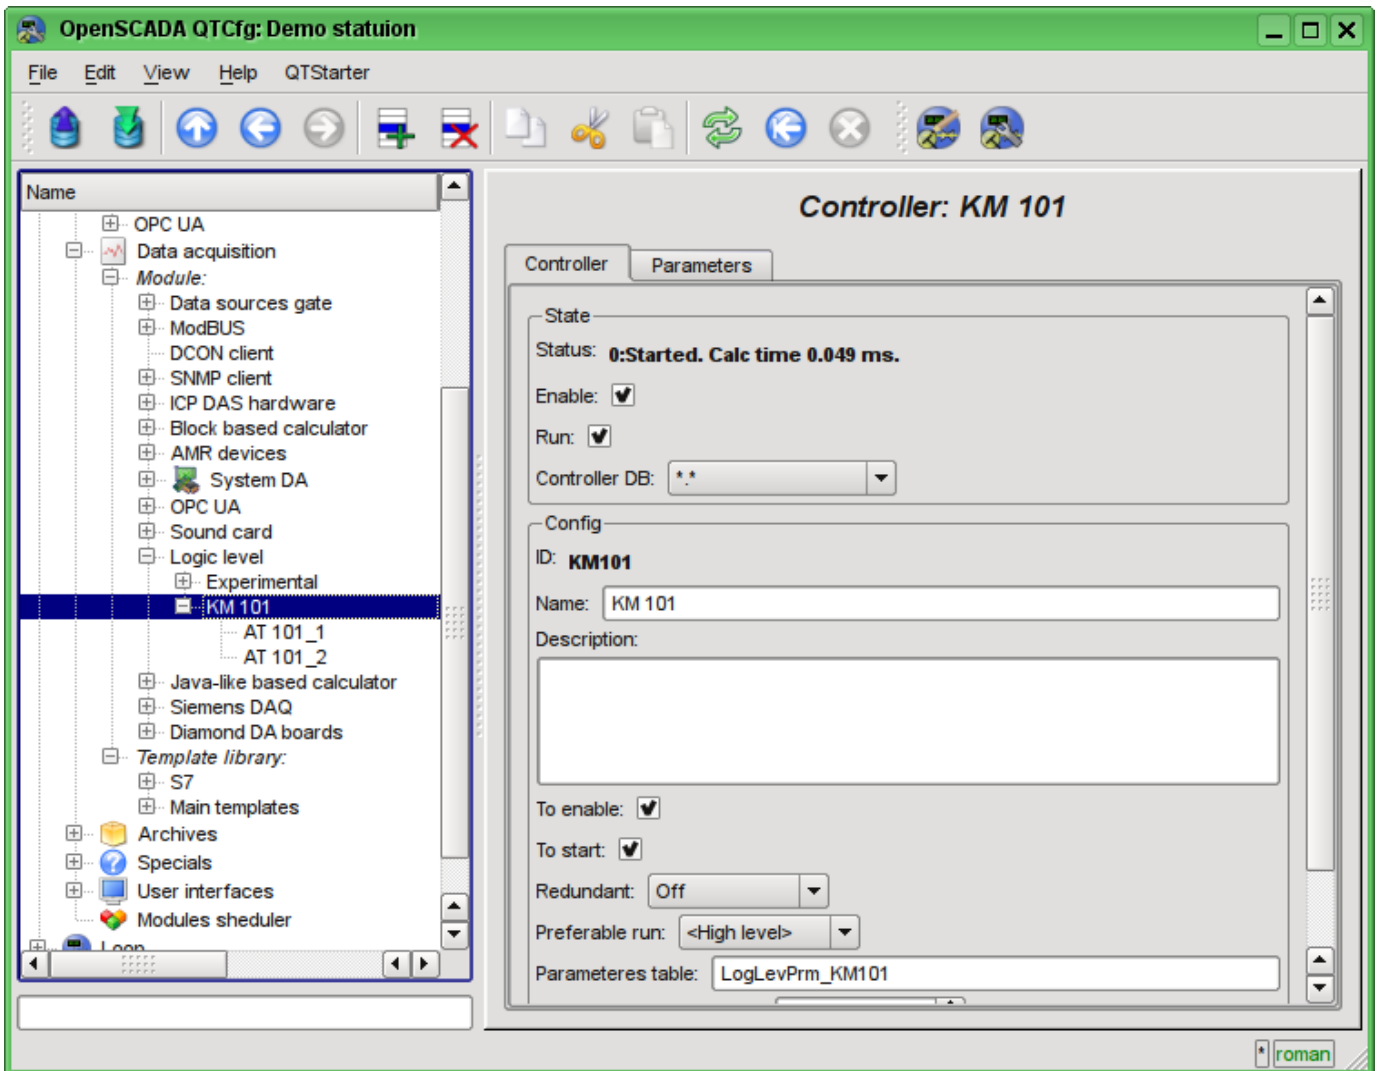 OpenSCADA QTCfg: Demo statuion
File Edit View Help QTStarter
Name
OPC UA
Data acquisition
Module:
Data sources gate
ModBUS
DCON client
SNMP client
ICP DAS hardware
Block based calculator
AMR devices
System DA
OPC UA
Sound card
Logic level
Experimental
KM 101
AT 101_1
AT 101_2
Java-like based calculator
Siemens DAQ
Diamond DA boards
Template library:
S7
Main templates
Archives
Specials
User interfaces
Modules sheduler
Loop
Controller: KM 101
Controller Parameters
State
Status: 0:Started. Calc time 0.049 ms.
Enable:
Run:
Controller DB: *.*
Config
ID: KM101
Name: KM 101
Description:
To enable:
To start:
Redundant: Off
Preferable run: <High level>
Parameteres table: LogLevPrm_KM101
* roman